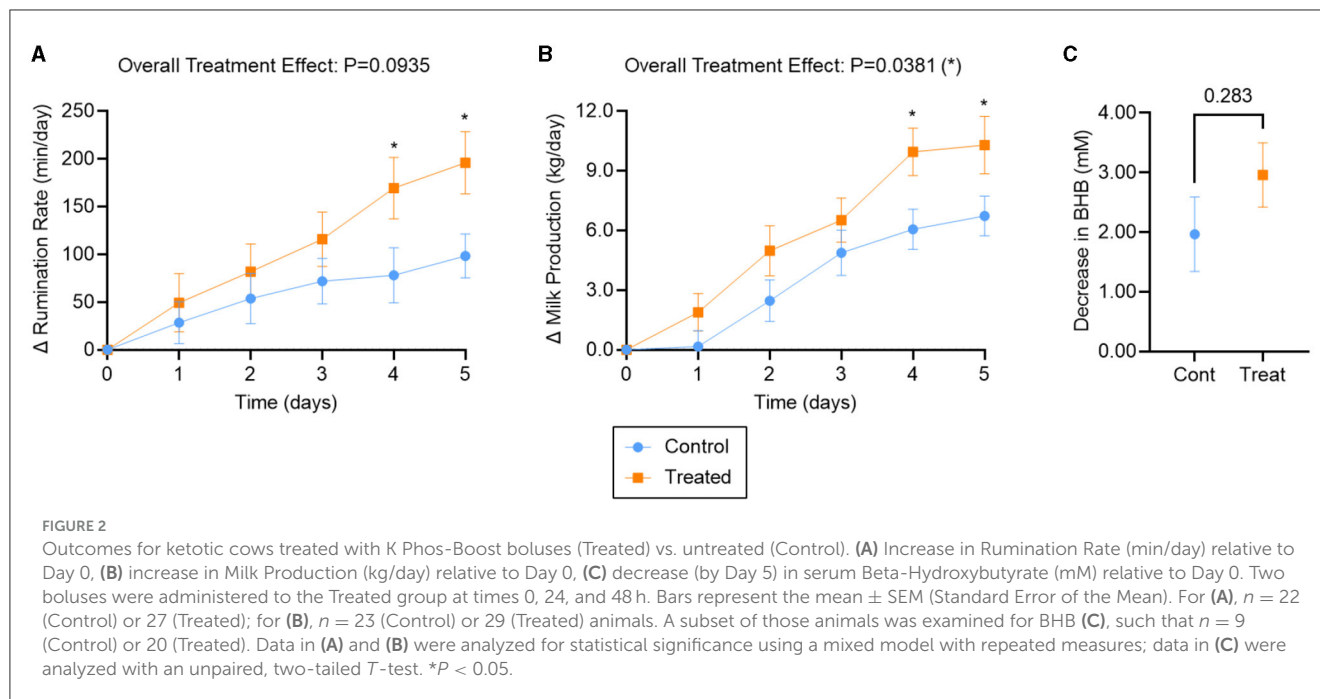 A
Overall Treatment Effect: P=0.0935
Δ Rumination Rate (min/day)
250
200
150
100
50
0
*
*
0 1 2 3 4 5
Time (days)
B
Overall Treatment Effect: P=0.0381 (*)
Δ Milk Production (kg/day)
12.0
9.0
6.0
3.0
0.0
*
*
0 1 2 3 4 5
Time (days)
C
0.283
Decrease in BHB (mM)
4.00
3.00
2.00
1.00
0.00
Cont Treat
Control
Treated
FIGURE 2
Outcomes for ketotic cows treated with K Phos-Boost boluses (Treated) vs. untreated (Control). (A) Increase in Rumination Rate (min/day) relative to
Day 0, (B) increase in Milk Production (kg/day) relative to Day 0, (C) decrease (by Day 5) in serum Beta-Hydroxybutyrate (mM) relative to Day 0. Two
boluses were administered to the Treated group at times 0, 24, and 48 h. Bars represent the mean ± SEM (Standard Error of the Mean). For (A), n = 22
(Control) or 27 (Treated); for (B), n = 23 (Control) or 29 (Treated) animals. A subset of those animals was examined for BHB (C), such that n = 9
(Control) or 20 (Treated). Data in (A) and (B) were analyzed for statistical significance using a mixed model with repeated measures; data in (C) were
analyzed with an unpaired, two-tailed T-test. *P < 0.05.